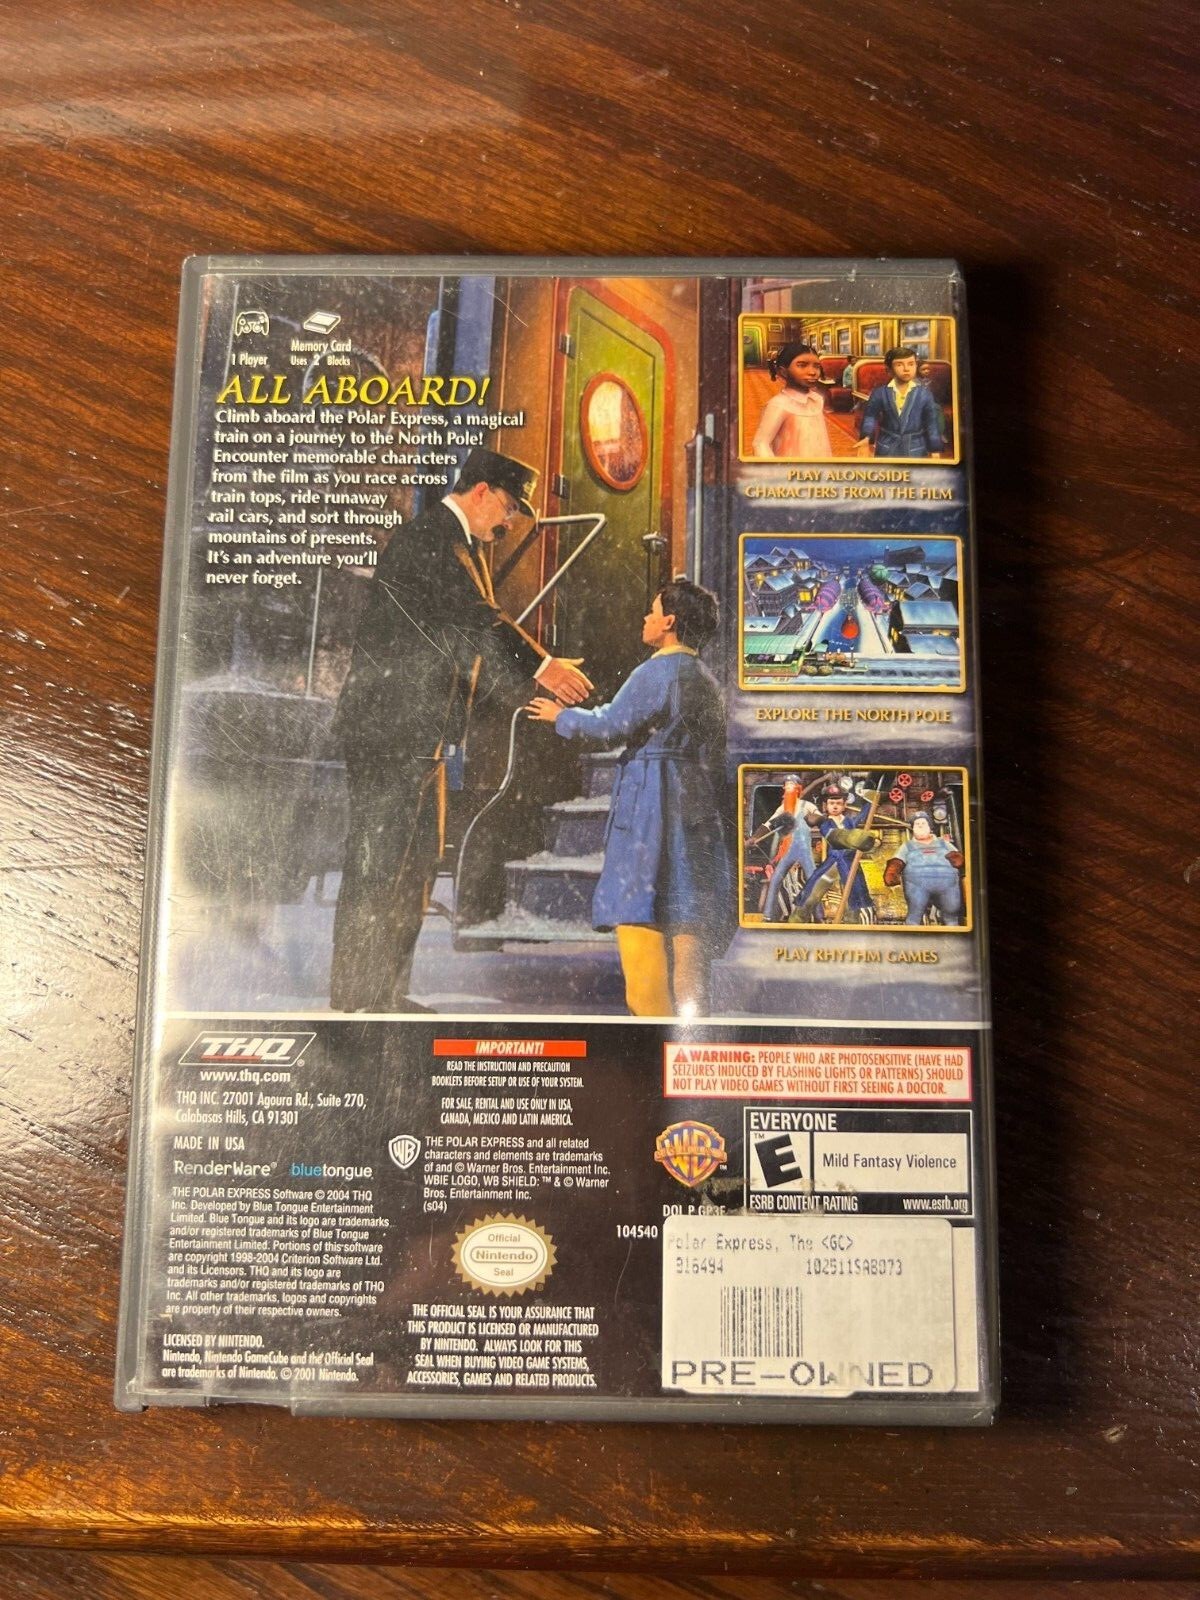 1 Player
Memory Card
Uses 2 Blocks
ALL ABOARD!
Climb aboard the Polar Express, a magical
train on a journey to the North Pole!
Encounter memorable characters
from the film as you race across
train tops, ride runaway
rail cars, and sort through
mountains of presents.
It's an adventure you'll
never forget.
PLAY ALONGSIDE
CHARACTERS FROM THE FILM
EXPLORE THE NORTH POLE
PLAY RHYTHM GAMES
THQ®
www.thq.com
THQ INC. 27001 Agoura Rd., Suite 270,
Calabasas Hills, CA 91301
MADE IN USA
RenderWare® bluetongue
THE POLAR EXPRESS Software © 2004 THQ
Inc. Developed by Blue Tongue Entertainment
Limited. Blue Tongue and its logo are trademarks
and/or registered trademarks of Blue Tongue
Entertainment Limited. Portions of this software
are copyright 1998-2004 Criterion Software Ltd.
and its Licensors. THQ and its logo are
trademarks and/or registered trademarks of THQ
Inc. All other trademarks, logos and copyrights
are property of their respective owners.
LICENSED BY NINTENDO.
Nintendo, Nintendo GameCube and the Official Seal
are trademarks of Nintendo. © 2001 Nintendo.
IMPORTANT!
READ THE INSTRUCTION AND PRECAUTION
BOOKLETS BEFORE SETUP OR USE OF YOUR SYSTEM.
FOR SALE, RENTAL AND USE ONLY IN USA,
CANADA, MEXICO AND LATIN AMERICA.
WB
THE POLAR EXPRESS and all related
characters and elements are trademarks
of and © Warner Bros. Entertainment Inc.
WBIE LOGO, WB SHIELD: ™ & © Warner
Bros. Entertainment Inc.
(s04)
Official
Nintendo
Seal
THE OFFICIAL SEAL IS YOUR ASSURANCE THAT
THIS PRODUCT IS LICENSED OR MANUFACTURED
BY NINTENDO. ALWAYS LOOK FOR THIS
SEAL WHEN BUYING VIDEO GAME SYSTEMS,
ACCESSORIES, GAMES AND RELATED PRODUCTS.
WARNING: PEOPLE WHO ARE PHOTOSENSITIVE (HAVE HAD
SEIZURES INDUCED BY FLASHING LIGHTS OR PATTERNS) SHOULD
NOT PLAY VIDEO GAMES WITHOUT FIRST SEEING A DOCTOR.
WB ™
EVERYONE
E ™
Mild Fantasy Violence
ESRB CONTENT RATING www.esrb.org
DOL P GP3E
104540
Polar Express, The <GC>
916494 102511SAB073
PRE-OWNED